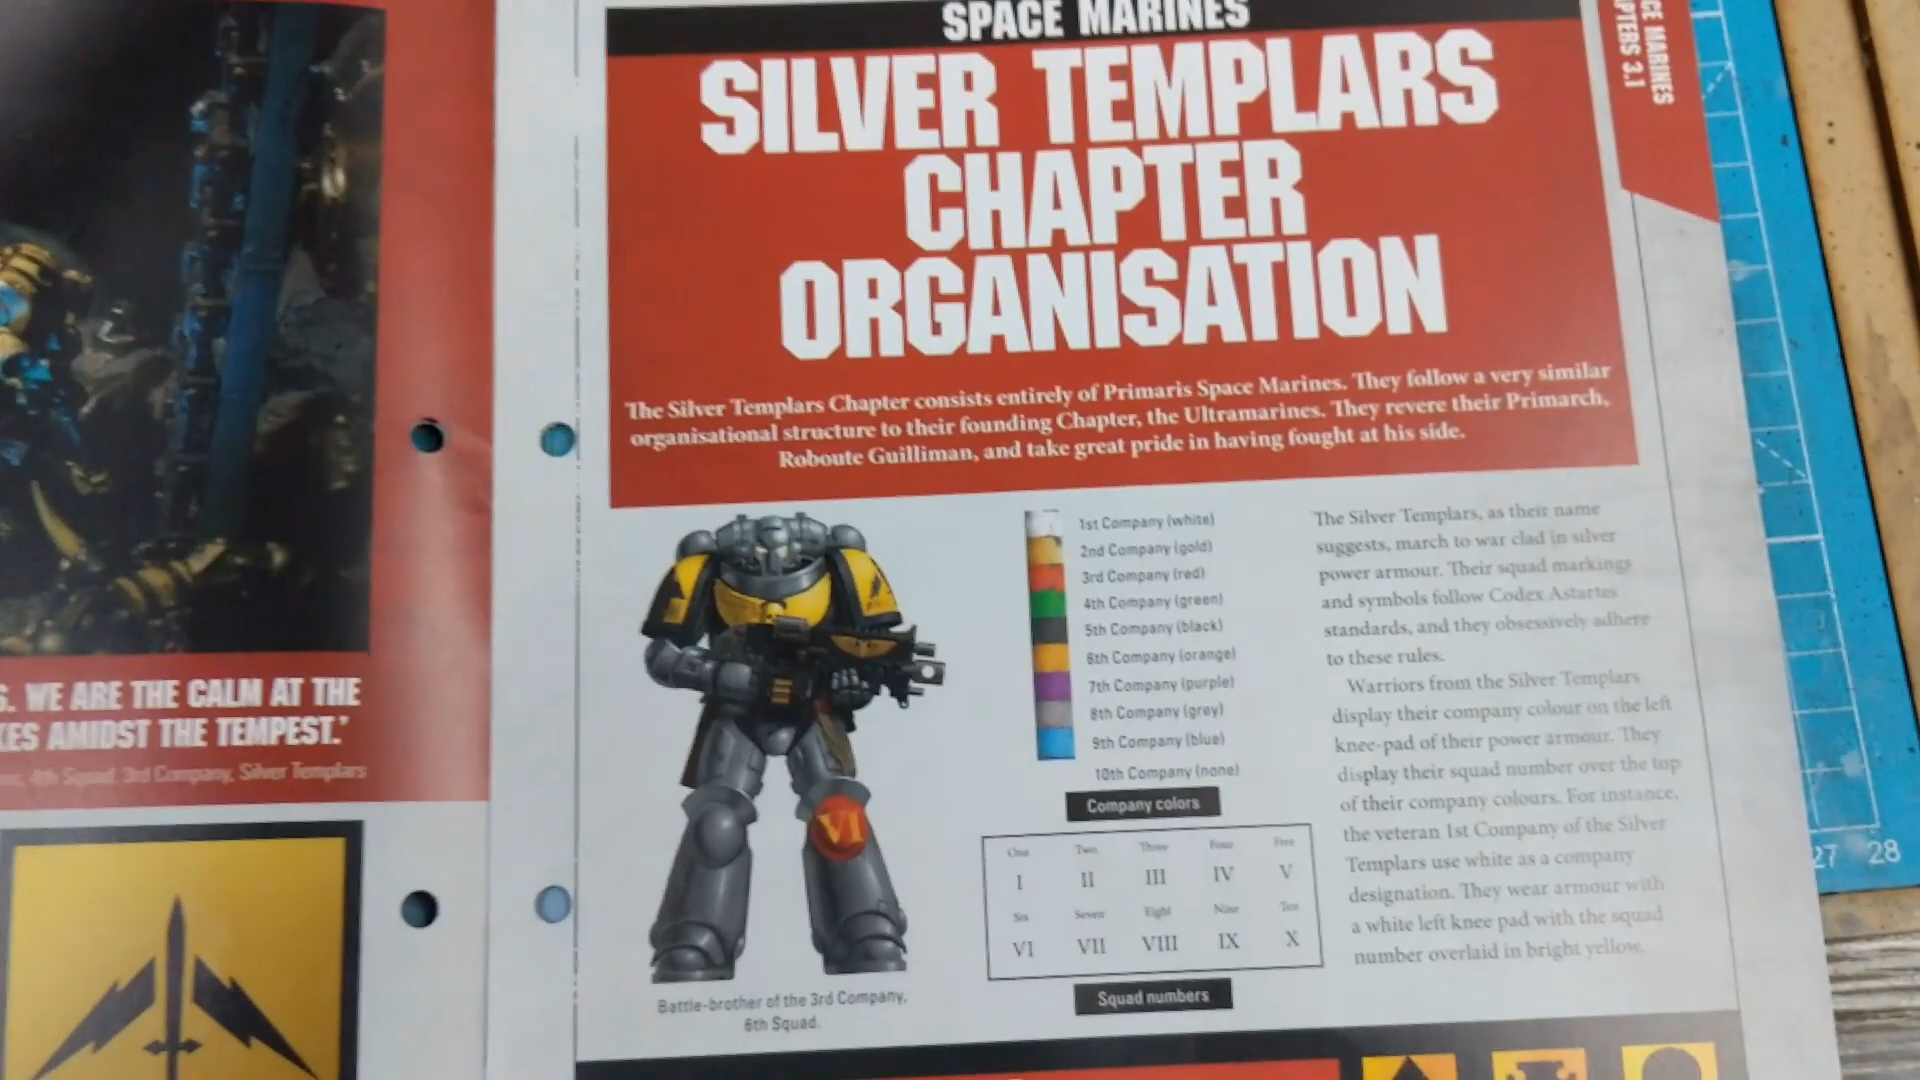 S. WE ARE THE CALM AT THE
KES AMIDST THE TEMPEST.'
4th Squad, 3rd Company, Silver Templars
SPACE MARINES
SILVER TEMPLARS
CHAPTER
ORGANISATION
The Silver Templars Chapter consists entirely of Primaris Space Marines. They follow a very similar
organisational structure to their founding Chapter, the Ultramarines. They revere their Primarch,
Roboute Guilliman, and take great pride in having fought at his side.
CE MARINES
PTERS 3.1
VI
Battle-brother of the 3rd Company,
6th Squad.
1st Company (white)
2nd Company (gold)
3rd Company (red)
4th Company (green)
5th Company (black)
6th Company (orange)
7th Company (purple)
8th Company (grey)
9th Company (blue)
10th Company (none)
Company colors
One Two Three Four Five
I II III IV V
Six Seven Eight Nine Ten
VI VII VIII IX X
Squad numbers
The Silver Templars, as their name
suggests, march to war clad in silver
power armour. Their squad markings
and symbols follow Codex Astartes
standards, and they obsessively adhere
to these rules.
Warriors from the Silver Templars
display their company colour on the left
knee-pad of their power armour. They
display their squad number over the top
of their company colours. For instance,
the veteran 1st Company of the Silver
Templars use white as a company
designation. They wear armour with
a white left knee pad with the squad
number overlaid in bright yellow.
27 28